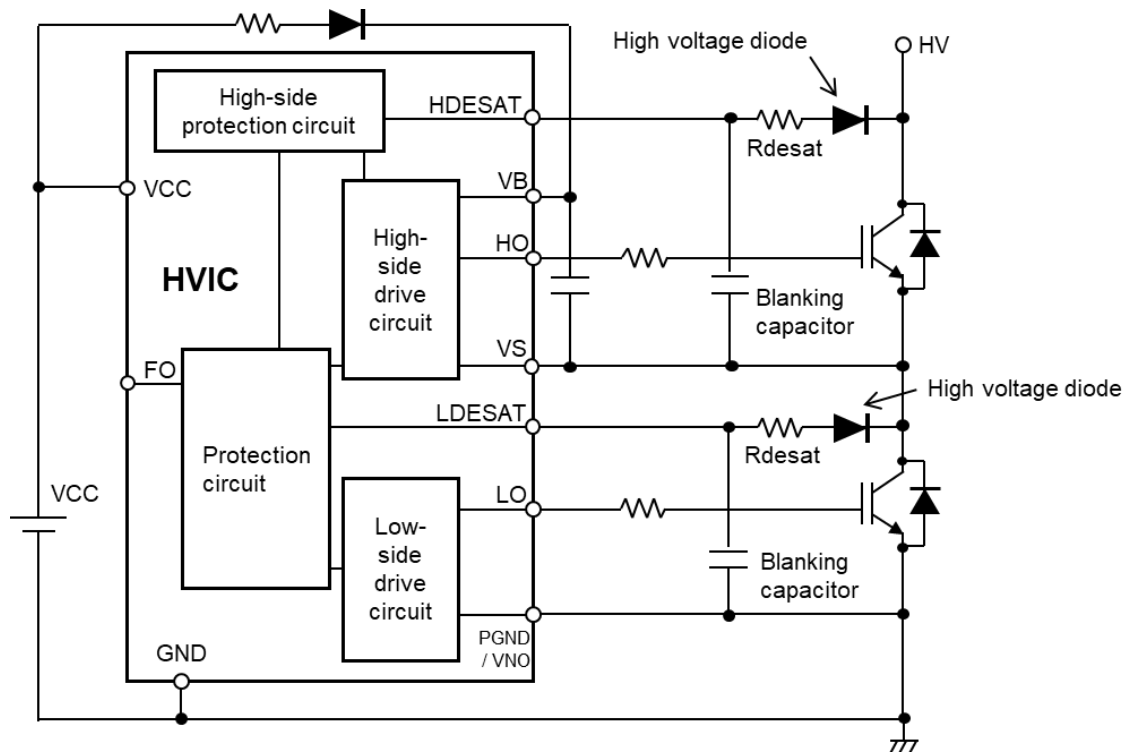 High voltage diode
HV
High-side
protection circuit
HDESAT
Rdesat
VCC
VB
HVIC
High-
side
drive
circuit
HO
Blanking
capacitor
VS
FO
High voltage diode
LDESAT
Rdesat
Protection
circuit
VCC
LO
Low-
side
drive
circuit
Blanking
capacitor
PGND
/ VNO
GND